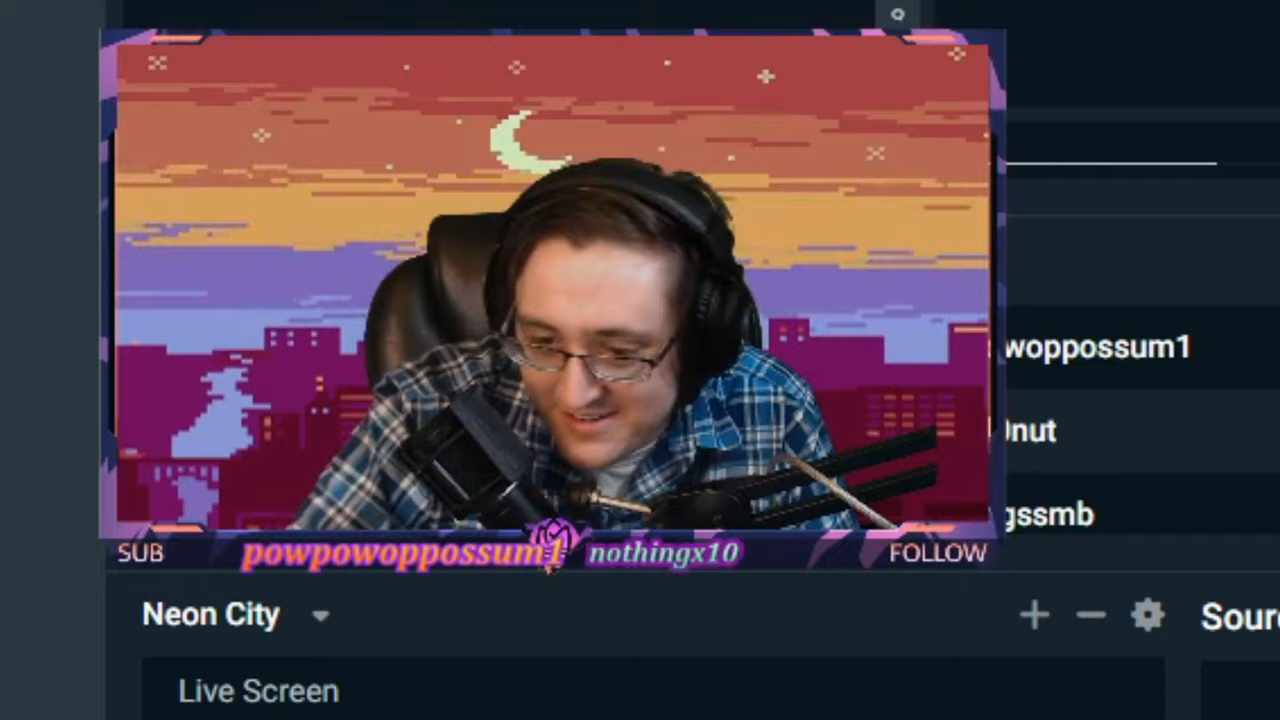 woppossum1
nut
gssmb
SUB
powpowoppossum1
nothingx10
FOLLOW
Neon City
Sour
Live Screen